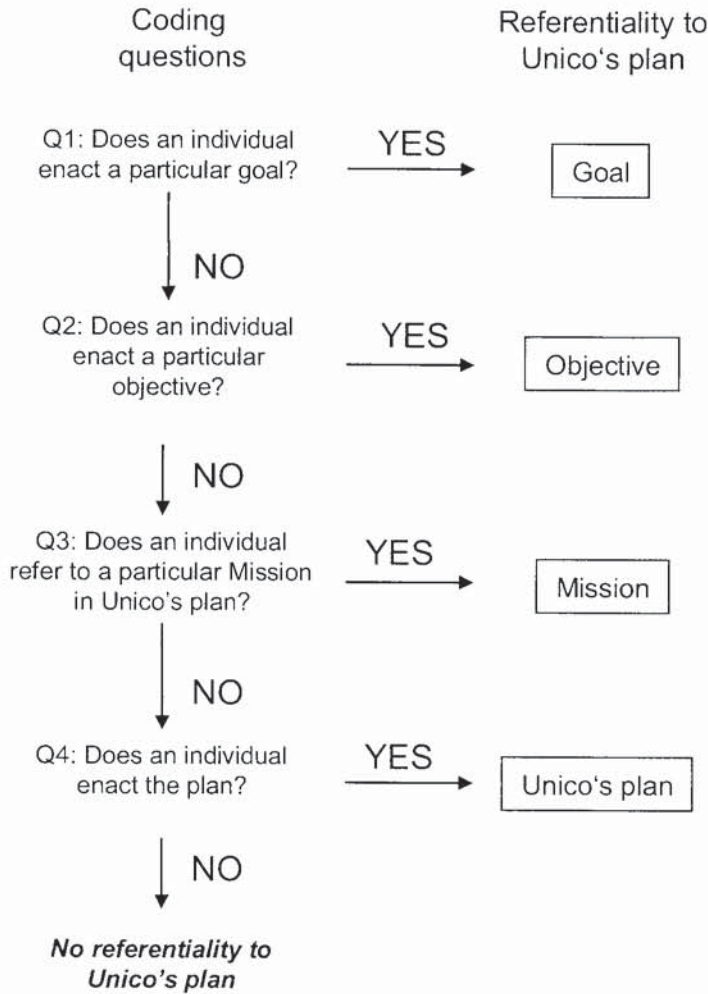 Coding
questions
Referentiality to
Unico‘s plan
Q1: Does an individual
enact a particular goal?
YES
Goal
NO
Q2: Does an individual
enact a particular
objective?
YES
Objective
NO
Q3: Does an individual
refer to a particular Mission
in Unico’s plan?
YES
Mission
NO
Q4: Does an individual
enact the plan?
YES
Unico‘s plan
NO
No referentiality to
Unico’s plan